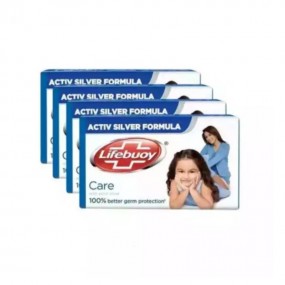 ACTIV SILVER FORMULA
ACTIV SILVER FORMULA
ACTIV SILVER FORMULA
ACTIV SILVER FORMULA
Lifebuoy
Care
100% better germ protection